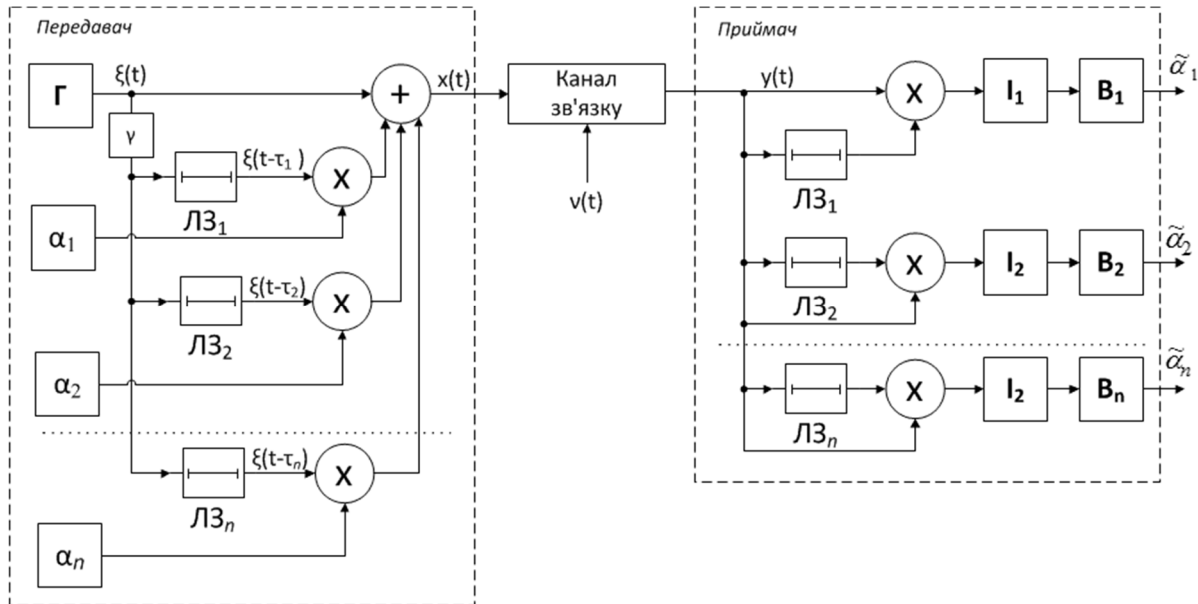 Передавач
Г
ξ(t)
γ
+
x(t)
ξ(t-τ₁ )
ЛЗ₁
X
α₁
ξ(t-τ₂)
ЛЗ₂
X
α₂
ξ(t-τₙ)
ЛЗₙ
X
αₙ
Канал
зв'язку
ν(t)
Приймач
y(t)
X
I₁
B₁
α̃ ₁
ЛЗ₁
X
I₂
B₂
α̃₂
ЛЗ₂
X
I₂
Bₙ
α̃ₙ
ЛЗₙ